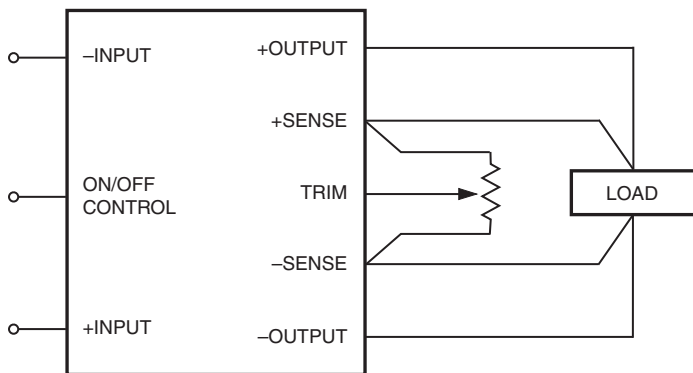 –INPUT
+OUTPUT
+SENSE
ON/OFF
CONTROL
TRIM
LOAD
–SENSE
+INPUT
–OUTPUT